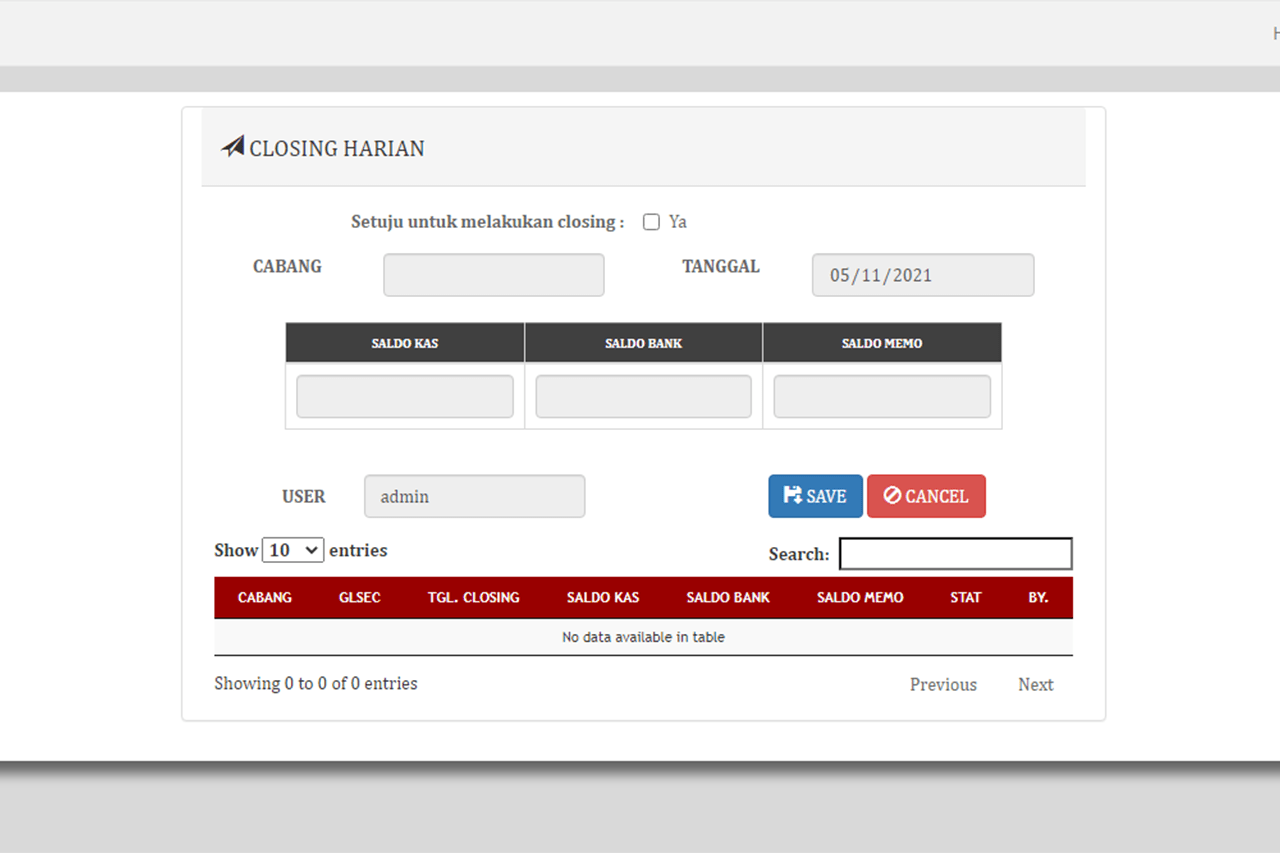 H
CLOSING HARIAN
Setuju untuk melakukan closing : Ya
CABANG TANGGAL 05/11/2021
SALDO KAS SALDO BANK SALDO MEMO
USER admin SAVE CANCEL
Show 10 entries Search:
CABANG GLSEC TGL. CLOSING SALDO KAS SALDO BANK SALDO MEMO STAT BY.
No data available in table
Showing 0 to 0 of 0 entries Previous Next